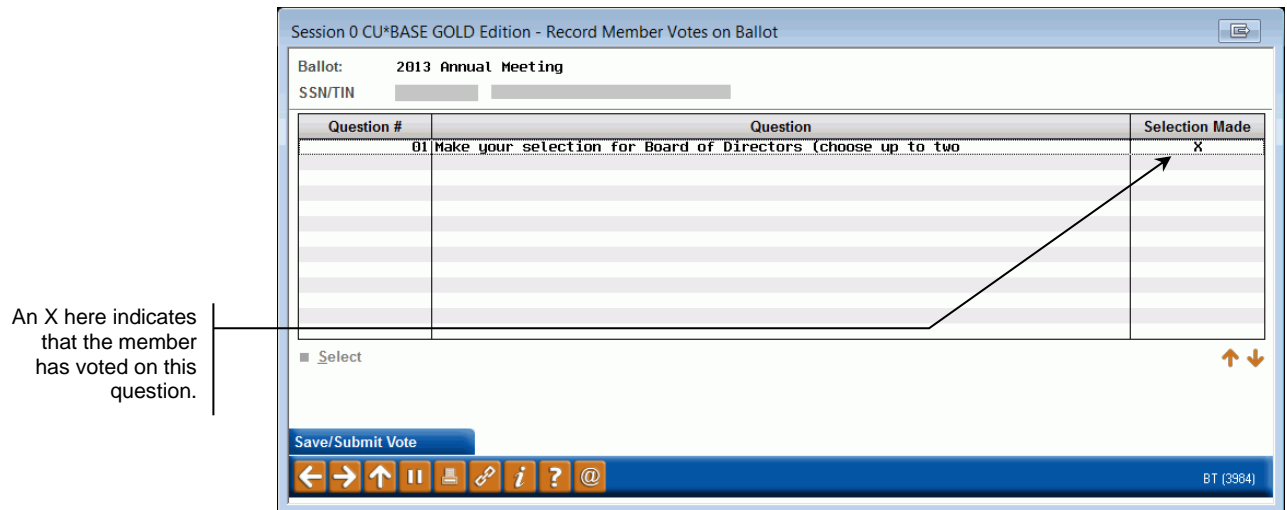 Session 0 CU*BASE GOLD Edition - Record Member Votes on Ballot
Ballot: 2013 Annual Meeting
SSN/TIN
Question # Question Selection Made
01 Make your selection for Board of Directors (choose up to two X
An X here indicates
that the member
has voted on this
question.
Select
Save/Submit Vote
i ? @
BT (3984)